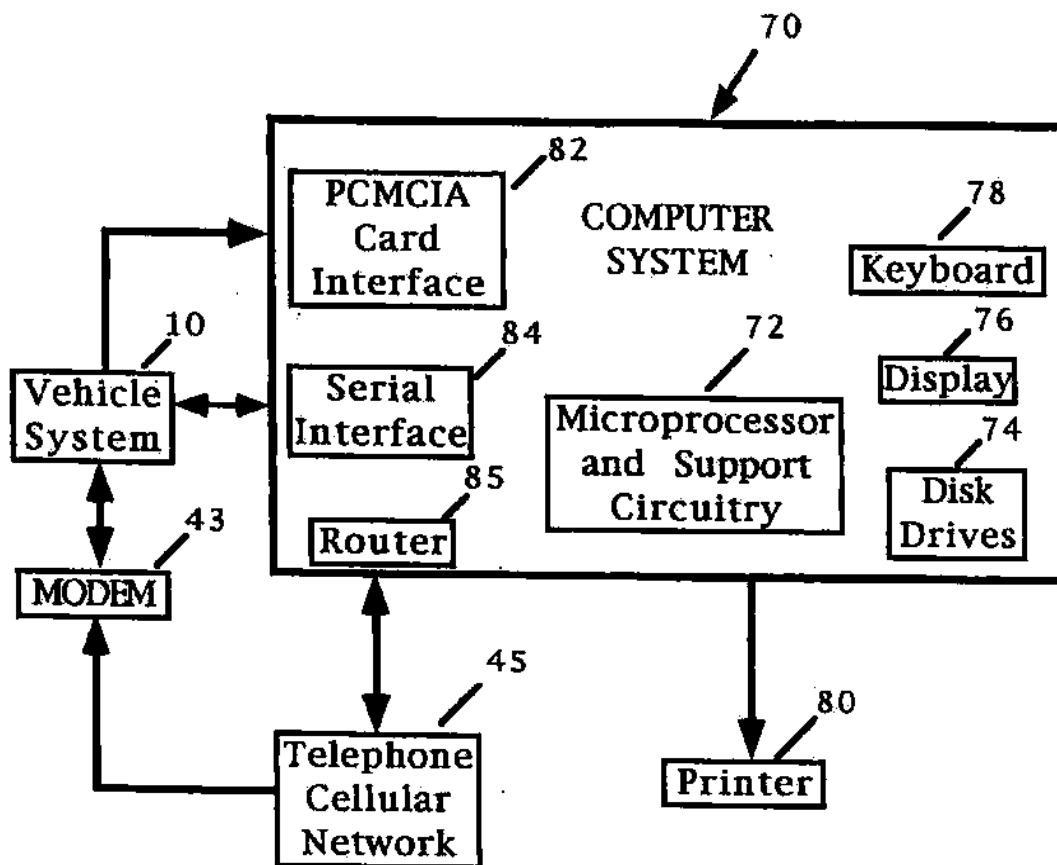 70
82
PCMCIA
Card
Interface
COMPUTER
SYSTEM
78
Keyboard
10
Vehicle
System
84
Serial
Interface
72
Microprocessor
and Support
Circuitry
76
Display
74
Disk
Drives
85
Router
43
MODEM
45
Telephone
Cellular
Network
80
Printer